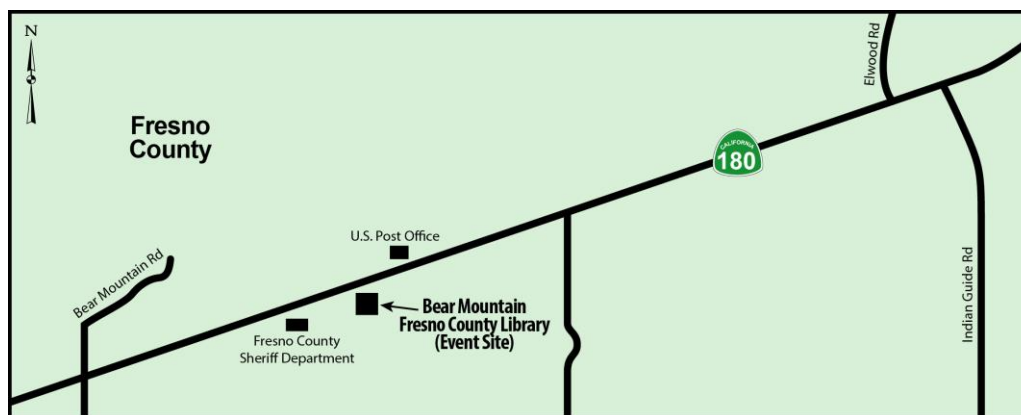 N
Fresno
County
Elwood Rd
CALIFORNIA
180
U.S. Post Office
Bear Mountain Rd
Bear Mountain
Fresno County Library
(Event Site)
Fresno County
Sheriff Department
Indian Guide Rd